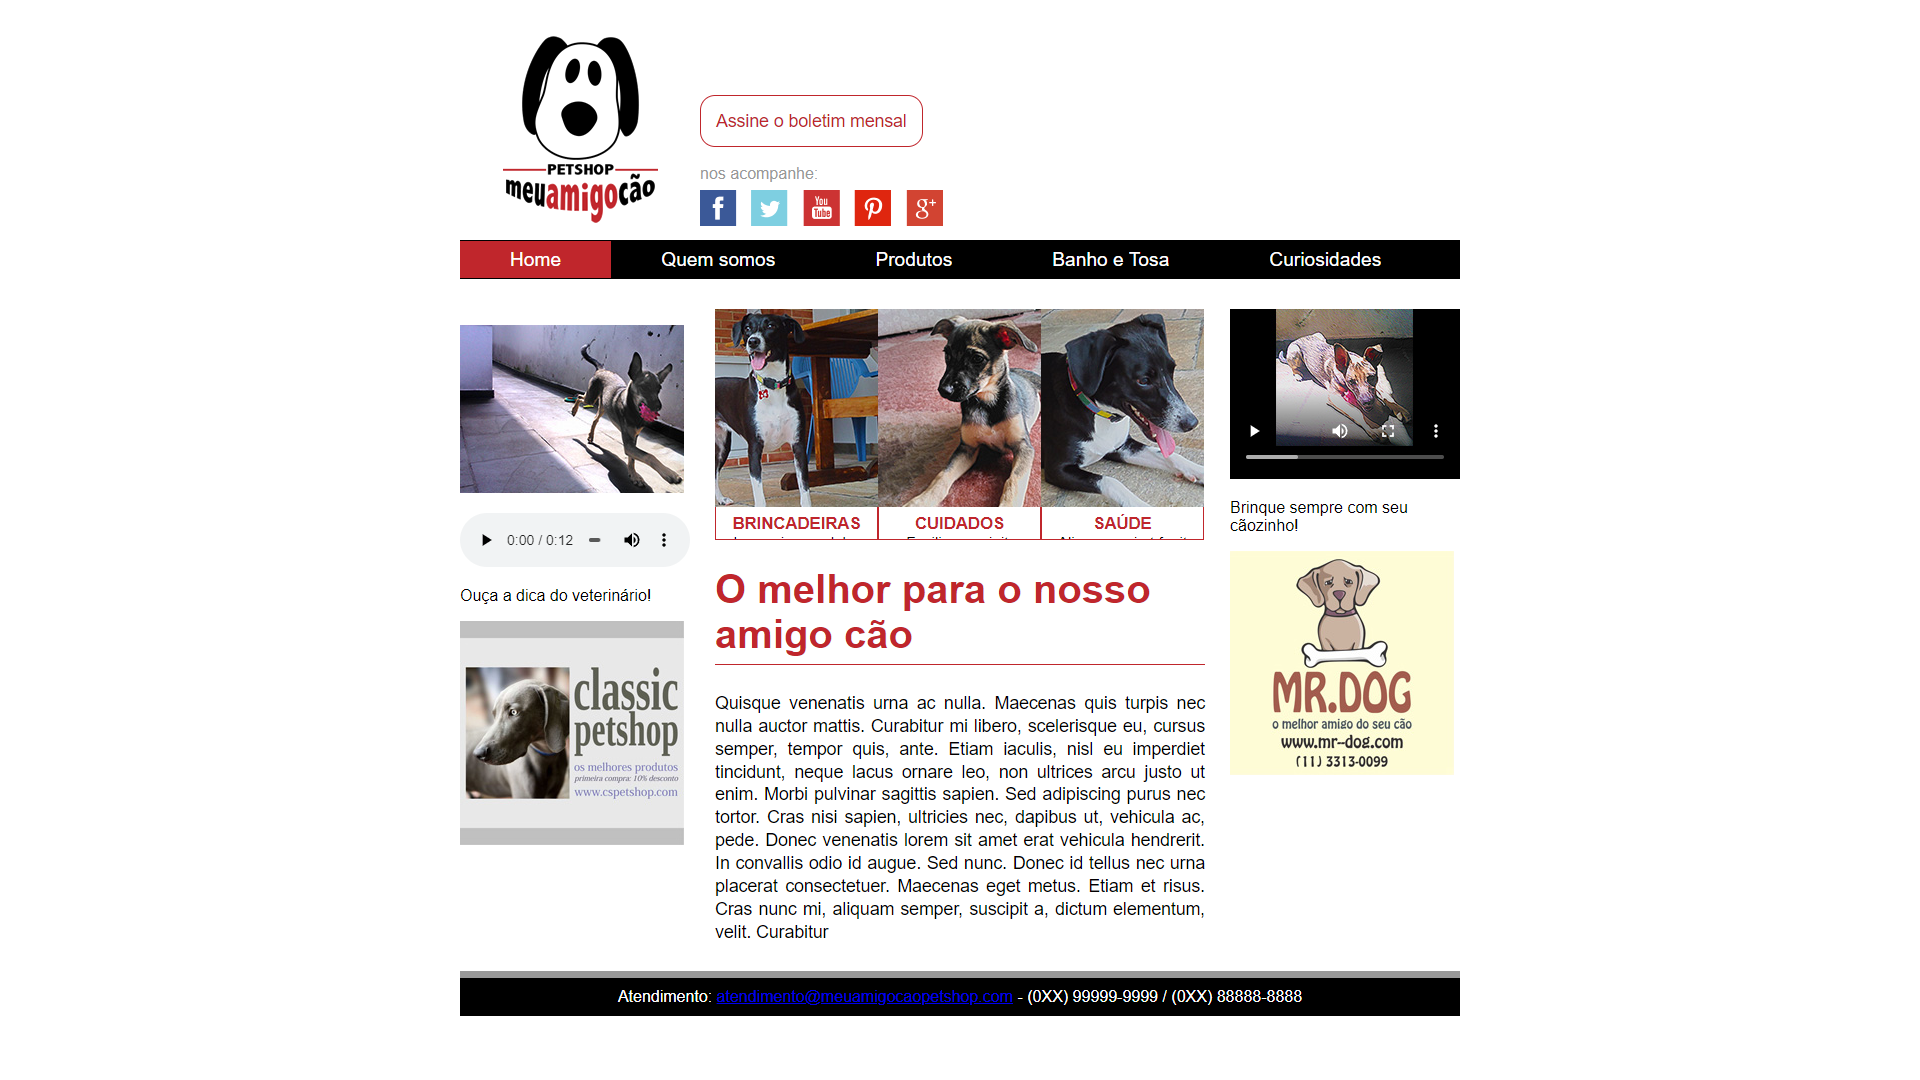 PETSHOP
meuamigocão
Assine o boletim mensal
nos acompanhe:
You
Tube
Home
Quem somos
Produtos
Banho e Tosa
Curiosidades
0:00 / 0:12
Ouça a dica do veterinário!
classic
petshop
os melhores produtos
primeira compra: 10% desconto
www.cspetshop.com
BRINCADEIRAS
CUIDADOS
SAÚDE
O melhor para o nosso
amigo cão
Quisque venenatis urna ac nulla. Maecenas quis turpis nec
nulla auctor mattis. Curabitur mi libero, scelerisque eu, cursus
semper, tempor quis, ante. Etiam iaculis, nisl eu imperdiet
tincidunt, neque lacus ornare leo, non ultrices arcu justo ut
enim. Morbi pulvinar sagittis sapien. Sed adipiscing purus nec
tortor. Cras nisi sapien, ultricies nec, dapibus ut, vehicula ac,
pede. Donec venenatis lorem sit amet erat vehicula hendrerit.
In convallis odio id augue. Sed nunc. Donec id tellus nec urna
placerat consectetuer. Maecenas eget metus. Etiam et risus.
Cras nunc mi, aliquam semper, suscipit a, dictum elementum,
velit. Curabitur
Brinque sempre com seu
cãozinho!
MR.DOG
o melhor amigo do seu cão
www.mr-dog.com
(11) 3313-0099
Atendimento: atendimento@meuamigocaopetshop.com - (0XX) 99999-9999 / (0XX) 88888-8888